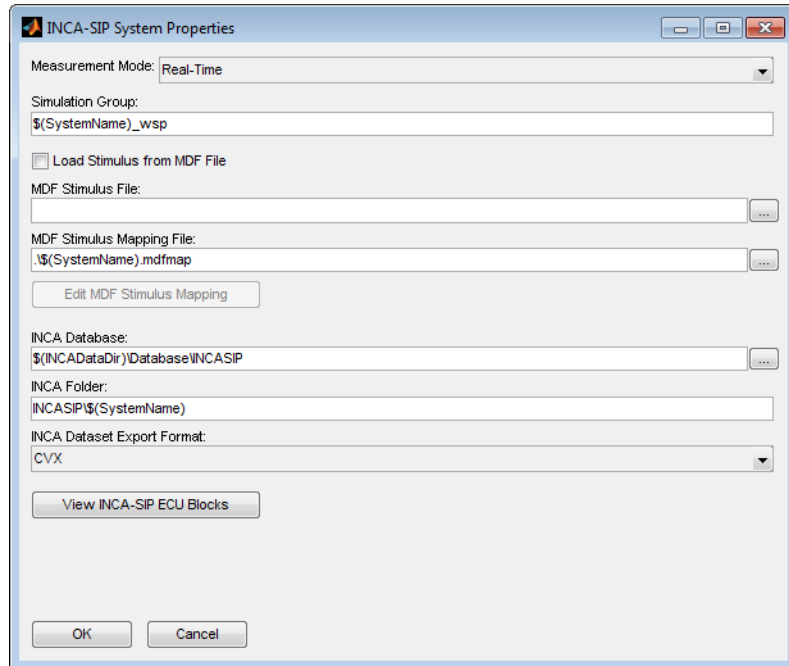 INCA-SIP System Properties
Measurement Mode: Real-Time
Simulation Group:
$(SystemName)_wsp
Load Stimulus from MDF File
MDF Stimulus File:
...
MDF Stimulus Mapping File:
.\$(SystemName).mdfmap
...
Edit MDF Stimulus Mapping
INCA Database:
$(INCADataDir)\Database\INCASIP
...
INCA Folder:
INCASIP\$(SystemName)
INCA Dataset Export Format:
CVX
View INCA-SIP ECU Blocks
OK Cancel